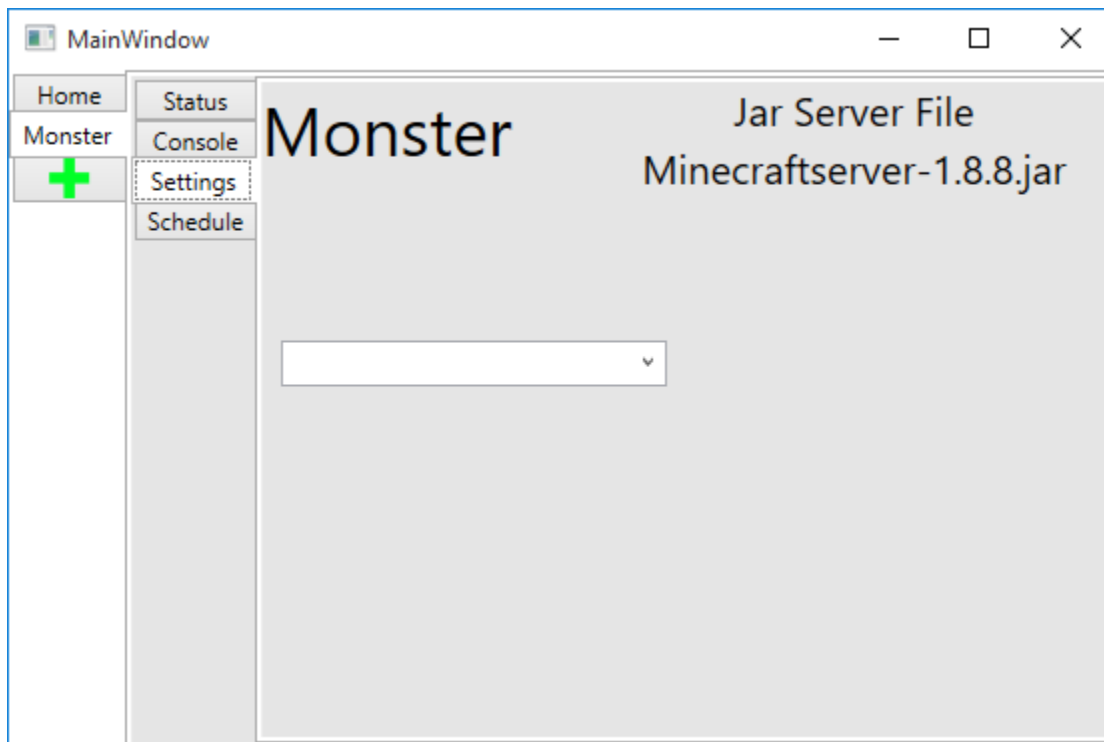 MainWindow
Home
Monster
Status
Console
Settings
Schedule
Monster
Jar Server File
Minecraftserver-1.8.8.jar